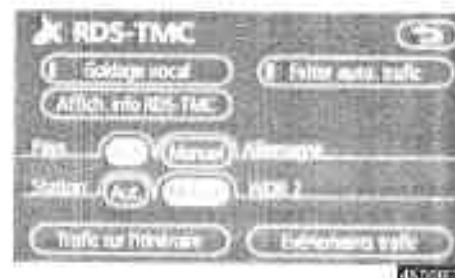 RDS-TMC
Guidage vocal
Eviter auto. trafic
Affich. info RDS-TMC
Pays Manuel Allemagne
Station Aut. WDR 2
Trafic sur l'itinéraire Evénements trafic